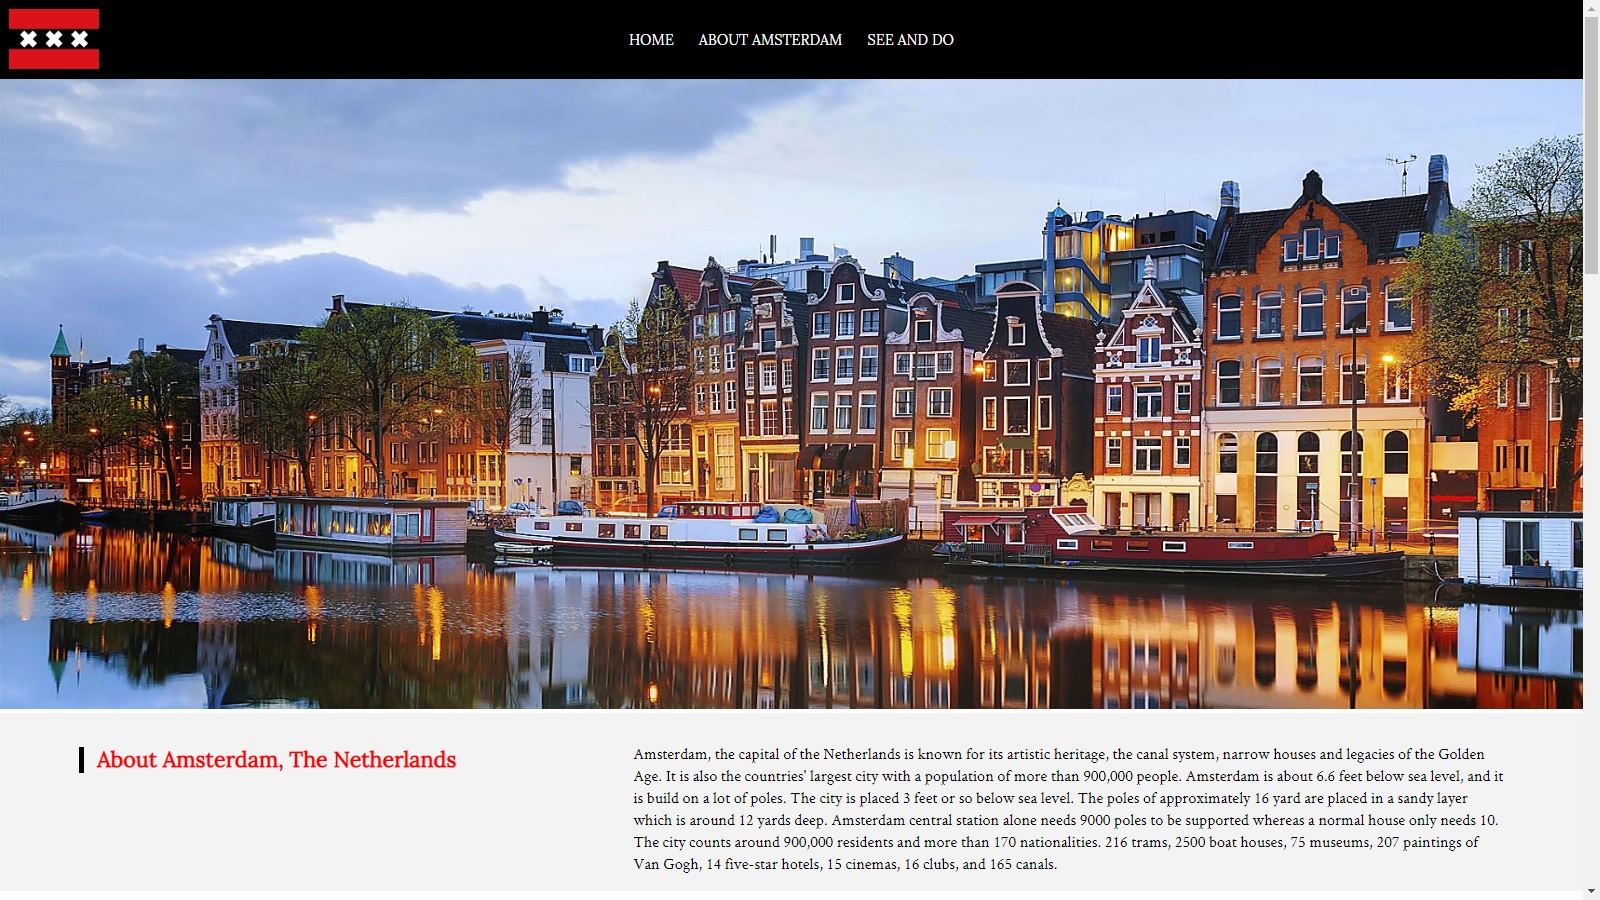 HOME ABOUT AMSTERDAM SEE AND DO
About Amsterdam, The Netherlands
Amsterdam, the capital of the Netherlands is known for its artistic heritage, the canal system, narrow houses and legacies of the Golden
Age. It is also the countries' largest city with a population of more than 900,000 people. Amsterdam is about 6.6 feet below sea level, and it
is build on a lot of poles. The city is placed 3 feet or so below sea level. The poles of approximately 16 yard are placed in a sandy layer
which is around 12 yards deep. Amsterdam central station alone needs 9000 poles to be supported whereas a normal house only needs 10.
The city counts around 900,000 residents and more than 170 nationalities. 216 trams, 2500 boat houses, 75 museums, 207 paintings of
Van Gogh, 14 five-star hotels, 15 cinemas, 16 clubs, and 165 canals.